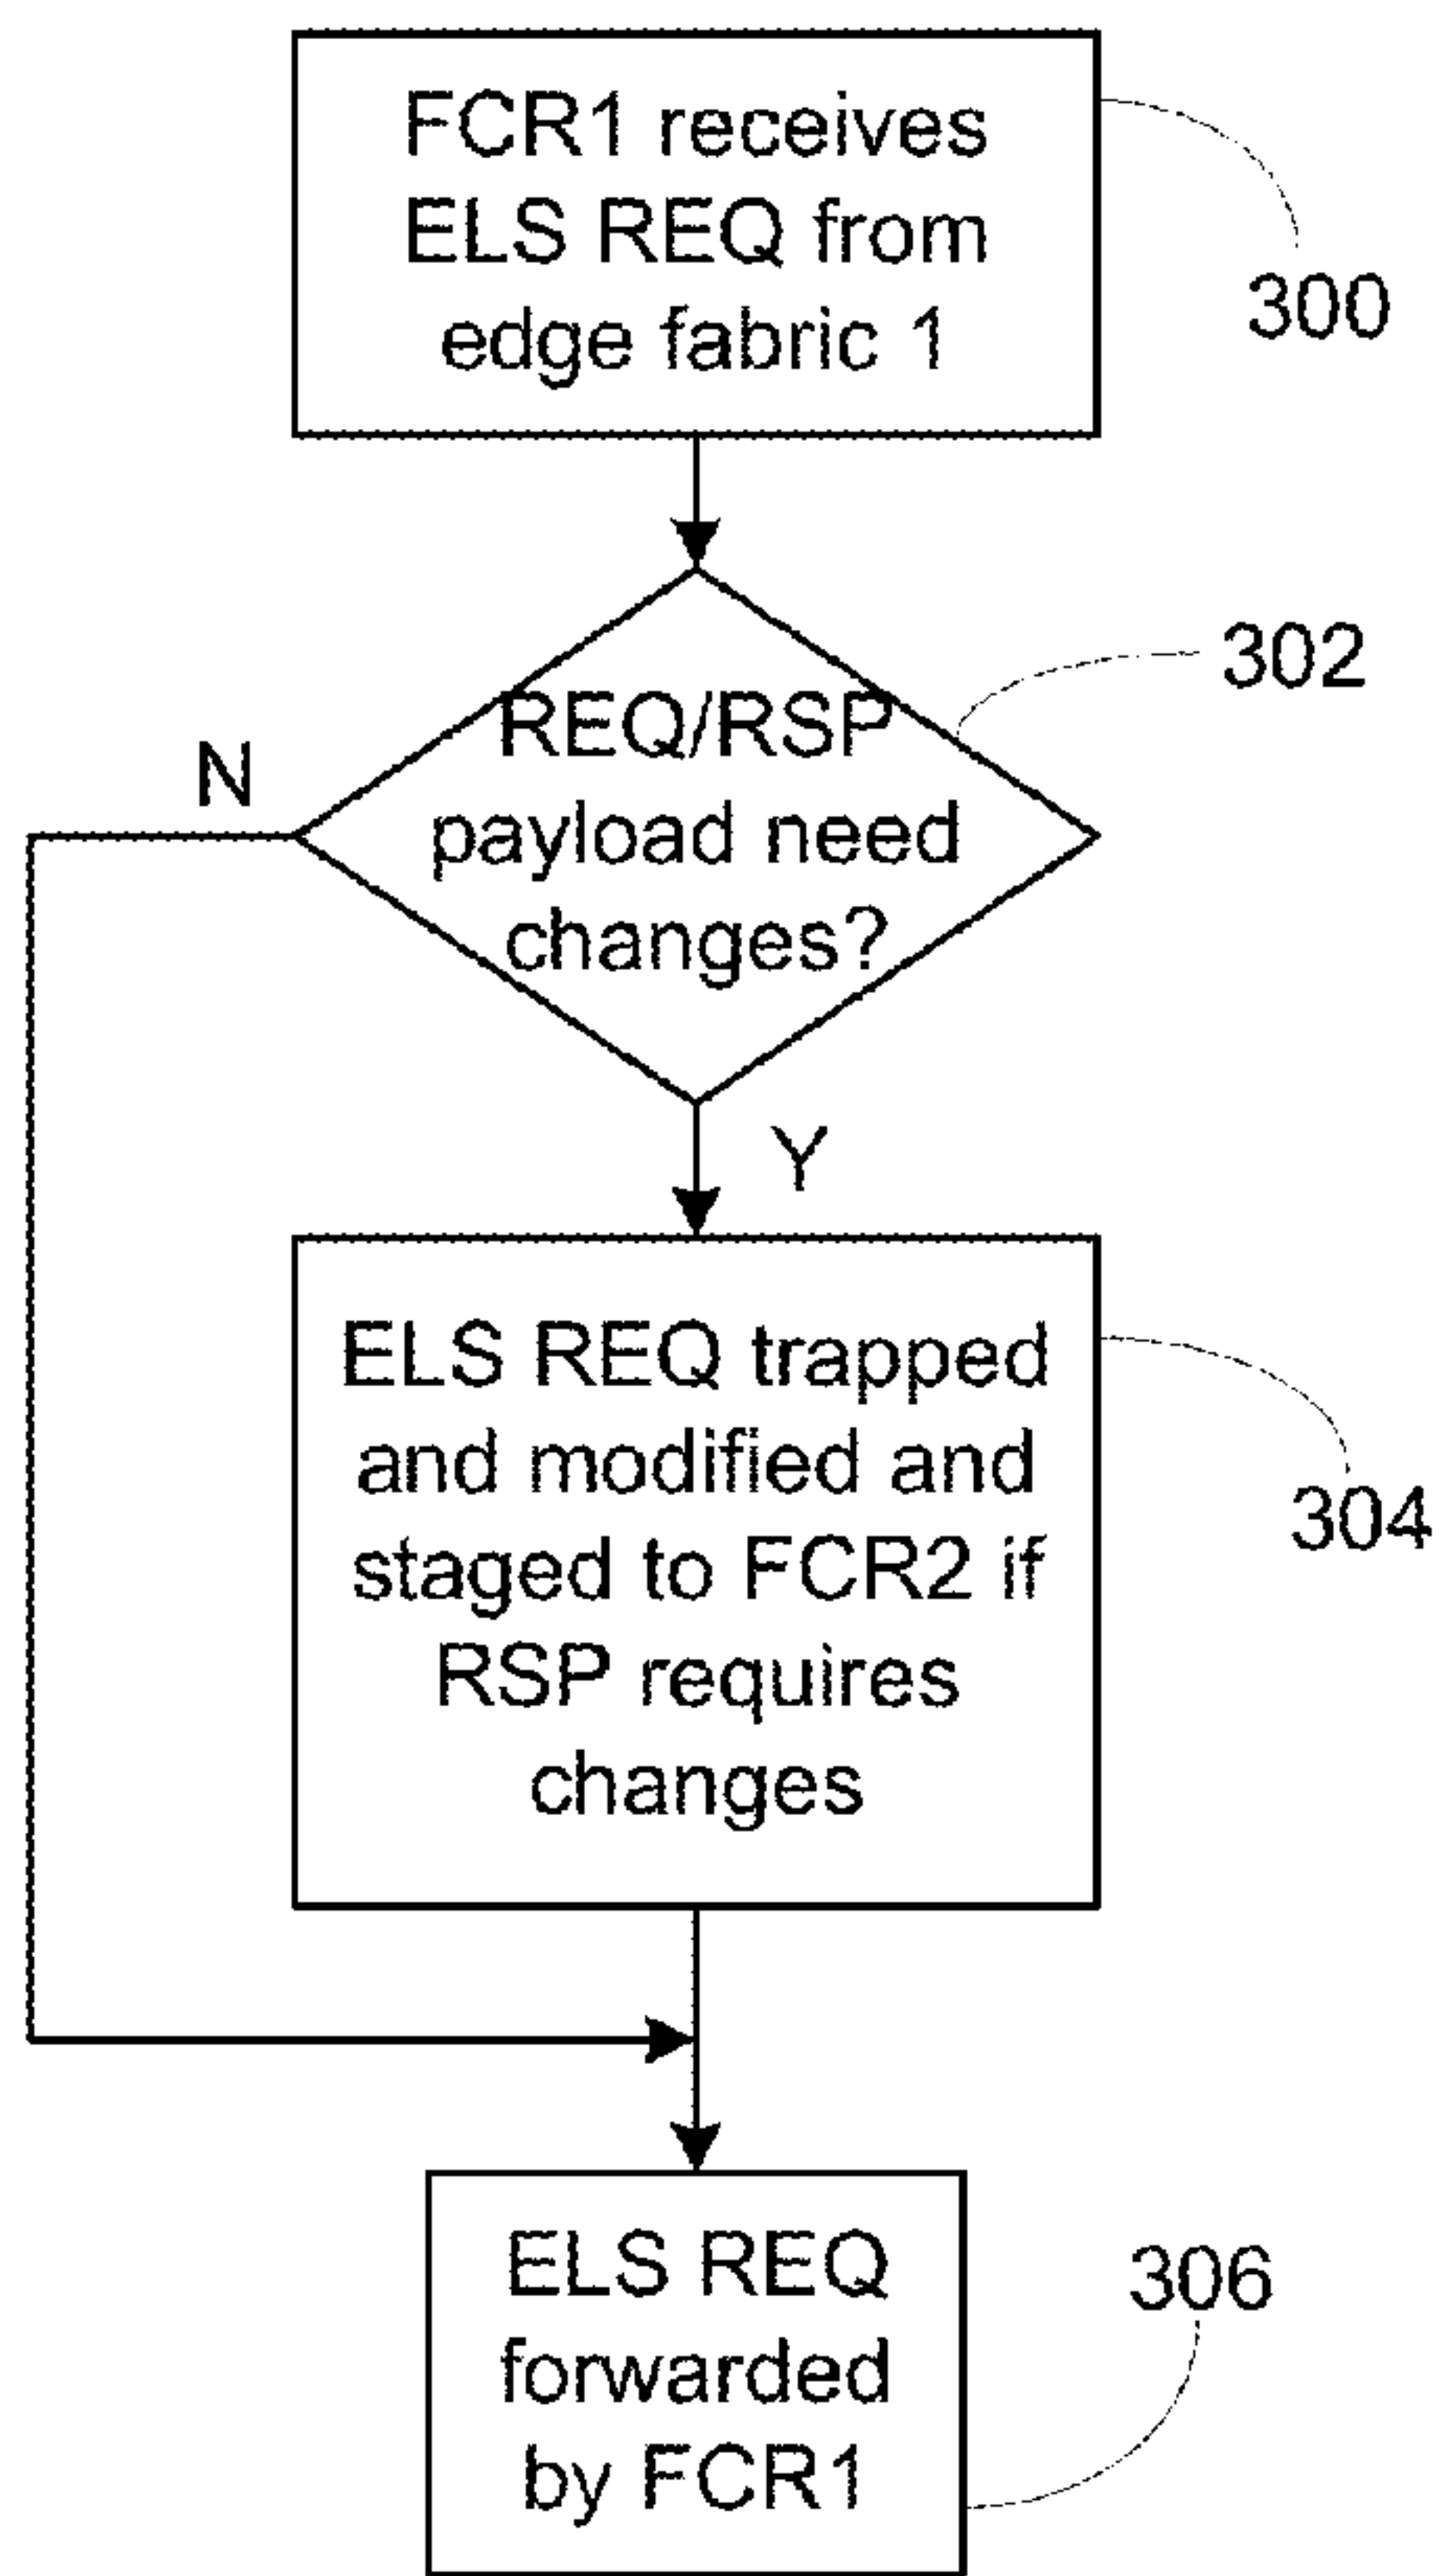 FCR1 receives
ELS REQ from
edge fabric 1
300
302
REQ/RSP
payload need
changes?
N
Y
ELS REQ trapped
and modified and
staged to FCR2 if
RSP requires
changes
304
ELS REQ
forwarded
by FCR1
306